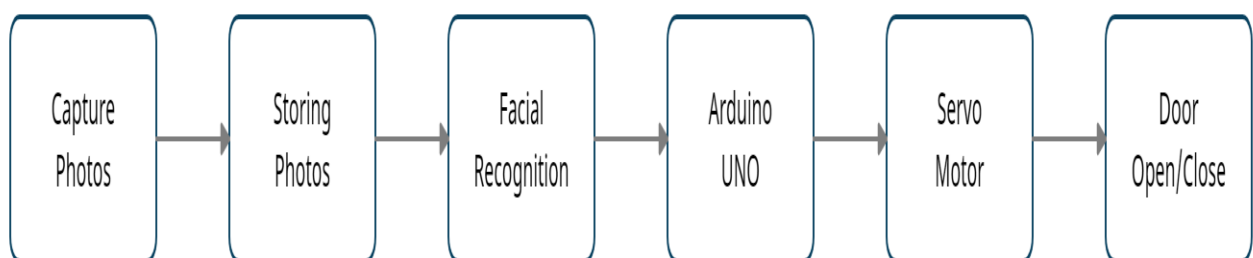 Capture
Photos
Storing
Photos
Facial
Recognition
Arduino
UNO
Servo
Motor
Door
Open/Close